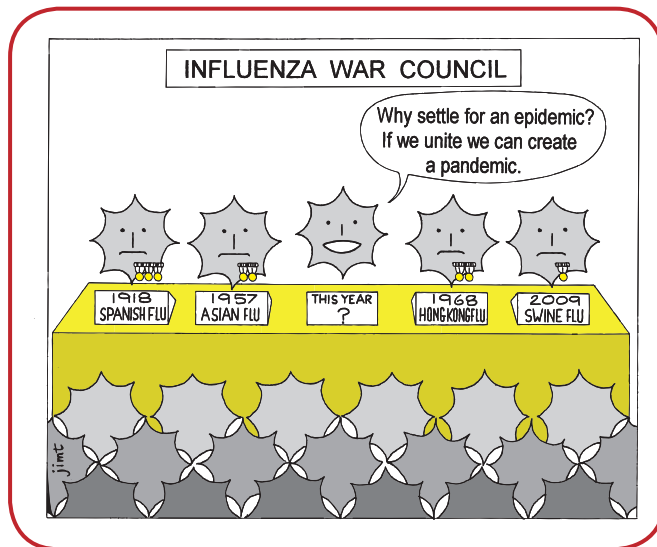 INFLUENZA WAR COUNCIL
Why settle for an epidemic?
If we unite we can create
a pandemic.
1918
SPANISH FLU
1957
ASIAN FLU
THIS YEAR
?
1968
HONG KONG FLU
2009
SWINE FLU
jimt